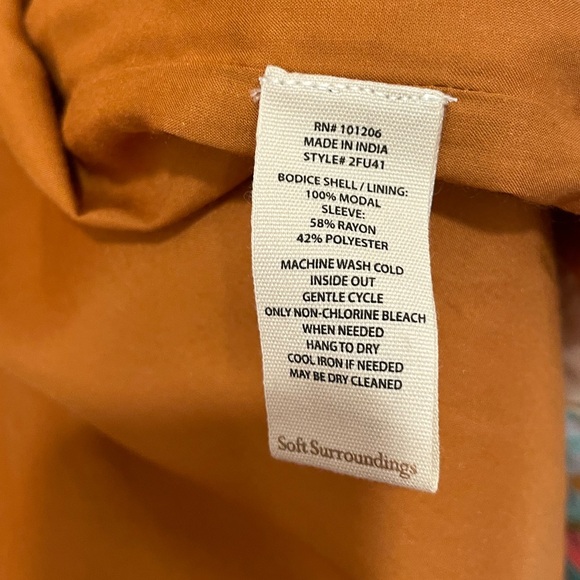 RN# 101206
MADE IN INDIA
STYLE# 2FU41
BODICE SHELL / LINING:
100% MODAL
SLEEVE:
58% RAYON
42% POLYESTER
MACHINE WASH COLD
INSIDE OUT
GENTLE CYCLE
ONLY NON-CHLORINE BLEACH
WHEN NEEDED
HANG TO DRY
COOL IRON IF NEEDED
MAY BE DRY CLEANED
Soft Surroundings